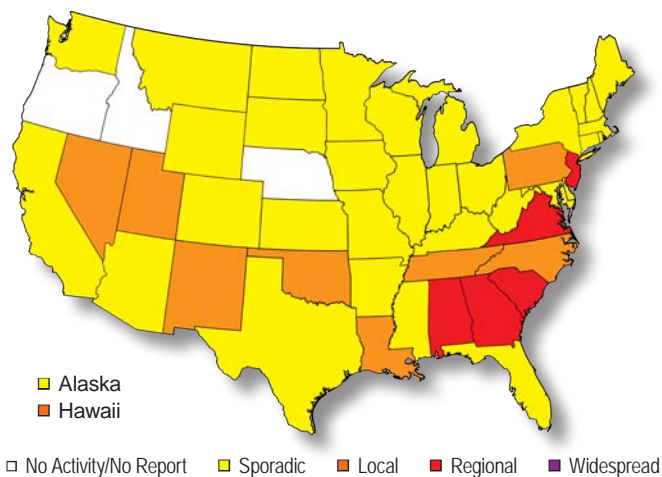 Alaska
Hawaii
No Activity/No Report Sporadic Local Regional Widespread